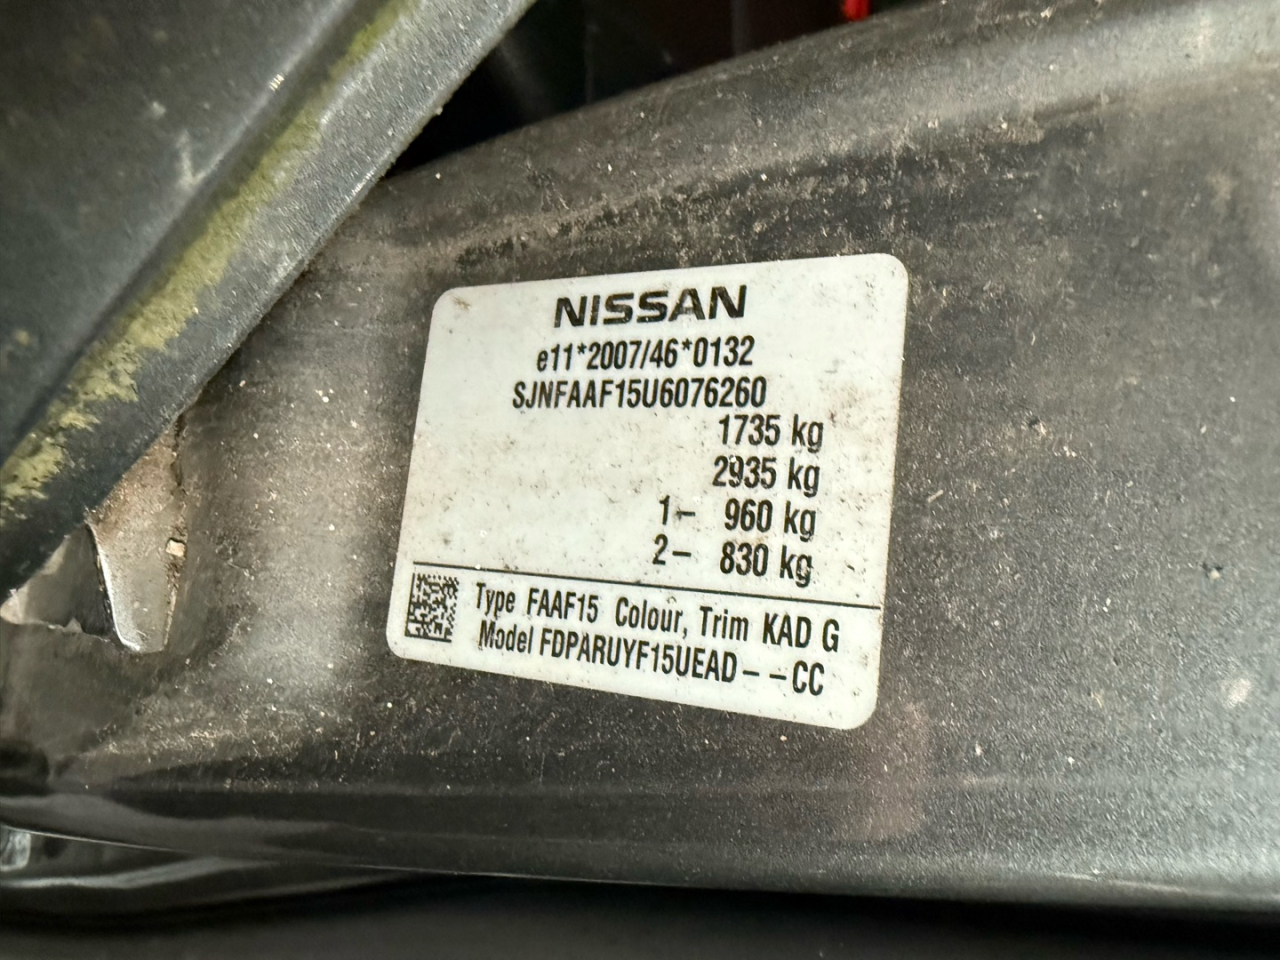 NISSAN
e11*2007/46*0132
SJNFAAF15U6076260
1735 kg
2935 kg
1- 960 kg
2- 830 kg
Type FAAF15 Colour, Trim KAD G
Model FDPARUYF15UEAD- -CC